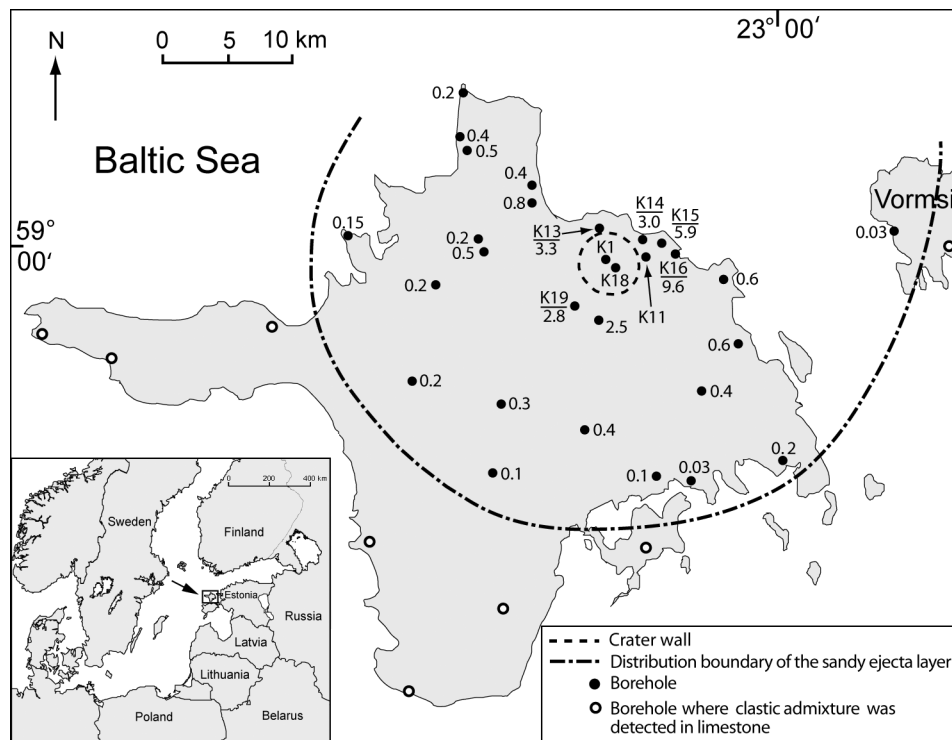 23° 00‘
0 5 10 km
N
0.2
Baltic Sea
0.4
0.5
0.4
0.8
Vormsi
K14
3.0
K15
5.9
0.15
K13
3.3
0.03
59°
00‘
0.2
0.5
K1
K18
K16
9.6
0.6
0.2
K19
2.8
K11
2.5
0.6
0.2
0.4
0.3
0.4
0.2
0.1
0.1
0.03
0 200 400 km
Sweden
Finland
Estonia
Russia
Latvia
Lithuania
Poland
Belarus
Crater wall
Distribution boundary of the sandy ejecta layer
Borehole
Borehole where clastic admixture was
detected in limestone